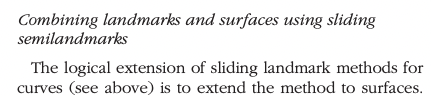 Combining landmarks and surfaces using sliding
semilandmarks
The logical extension of sliding landmark methods for
curves (see above) is to extend the method to surfaces.